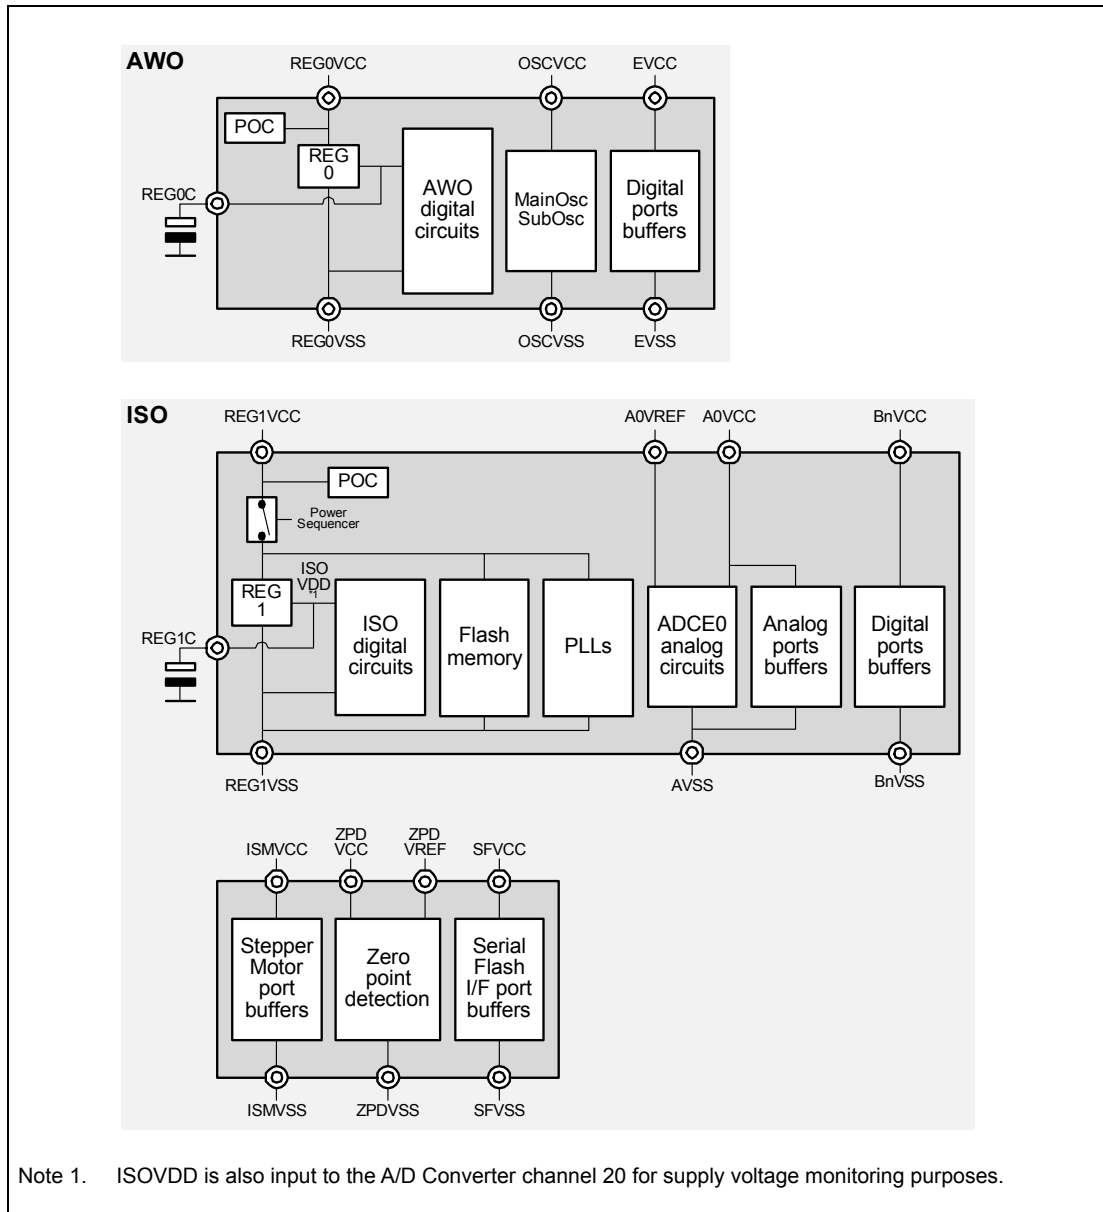 AWO
REG0VCC
OSCVCC
EVCC
POC
REG
0
REG0C
AWO
digital
circuits
MainOsc
SubOsc
Digital
ports
buffers
REG0VSS
OSCVSS
EVSS
ISO
REG1VCC
A0VREF
A0VCC
BnVCC
POC
Power
Sequencer
ISO
VDD
*1
REG
1
REG1C
ISO
digital
circuits
Flash
memory
PLLs
ADCE0
analog
circuits
Analog
ports
buffers
Digital
ports
buffers
REG1VSS
AVSS
BnVSS
ISMVCC
ZPD
VCC
ZPD
VREF
SFVCC
Stepper
Motor
port
buffers
Zero
point
detection
Serial
Flash
I/F port
buffers
ISMVSS
ZPDVSS
SFVSS
Note 1. ISOVDD is also input to the A/D Converter channel 20 for supply voltage monitoring purposes.